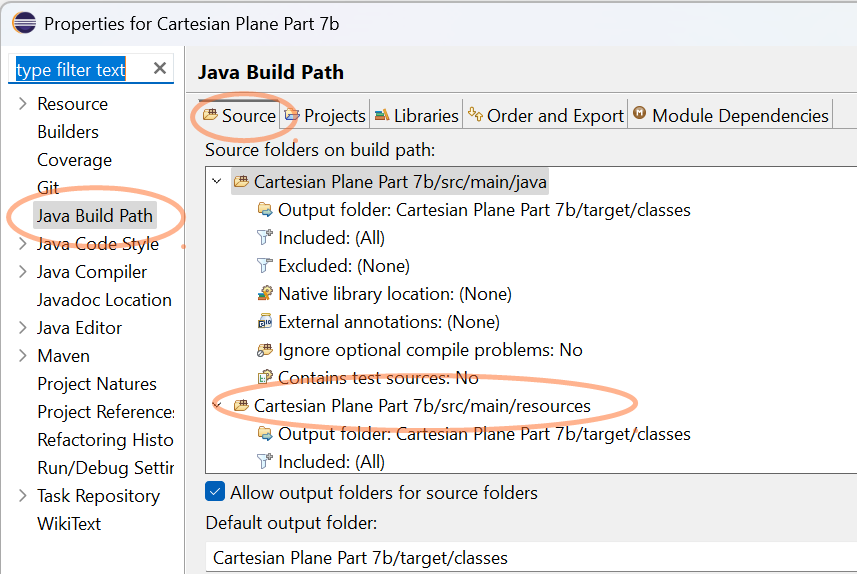 Properties for Cartesian Plane Part 7b
type filter text
Resource
Builders
Coverage
Git
Java Build Path
Java Code Style
Java Compiler
Javadoc Location
Java Editor
Maven
Project Natures
Project References
Refactoring Histo
Run/Debug Settin
Task Repository
WikiText
Java Build Path
Source Projects Libraries Order and Export Module Dependencies
Source folders on build path:
Cartesian Plane Part 7b/src/main/java
Output folder: Cartesian Plane Part 7b/target/classes
Included: (All)
Excluded: (None)
Native library location: (None)
External annotations: (None)
Ignore optional compile problems: No
Contains test sources: No
Cartesian Plane Part 7b/src/main/resources
Output folder: Cartesian Plane Part 7b/target/classes
Included: (All)
Allow output folders for source folders
Default output folder:
Cartesian Plane Part 7b/target/classes